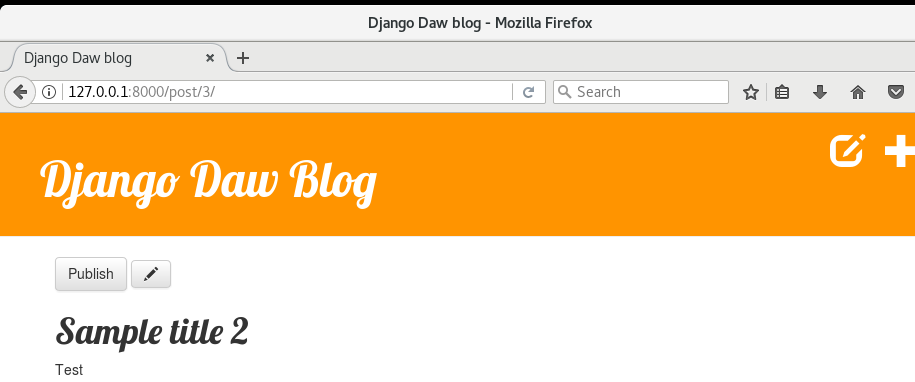 Django Daw blog - Mozilla Firefox
Django Daw blog
127.0.0.1:8000/post/3/
Search
Django Daw Blog
Publish
Sample title 2
Test